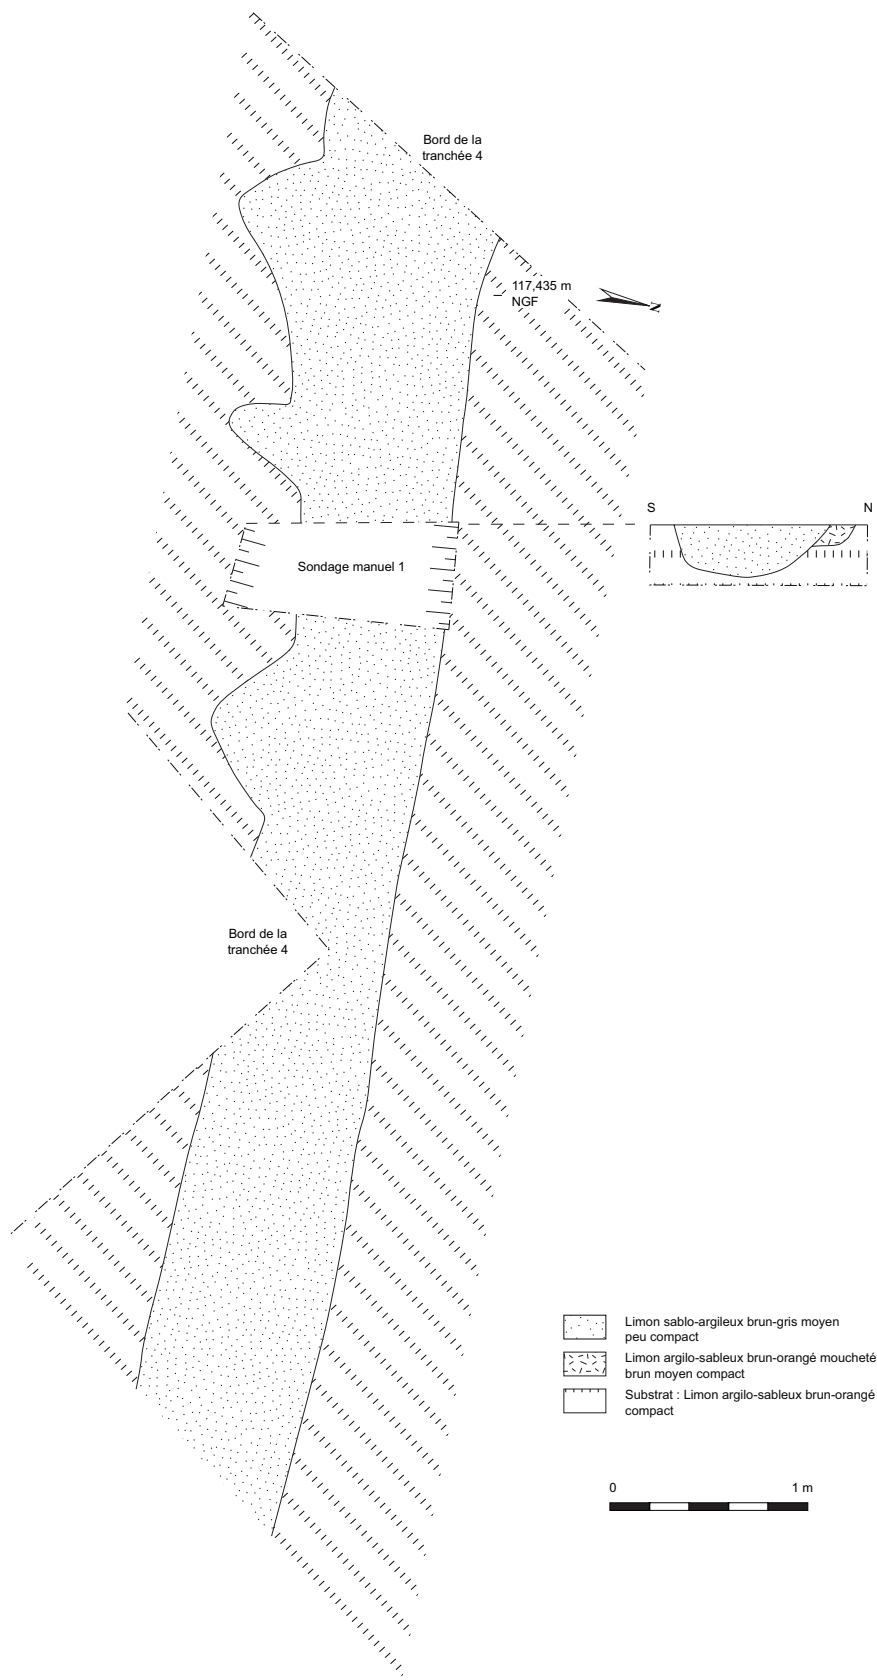 Bord de la
tranchée 4
117,435 m
NGF
N
S
N
Sondage manuel 1
Bord de la
tranchée 4
Limon sablo-argileux brun-gris moyen
peu compact
Limon argilo-sableux brun-orangé moucheté
brun moyen compact
Substrat : Limon argilo-sableux brun-orangé
compact
0
1 m